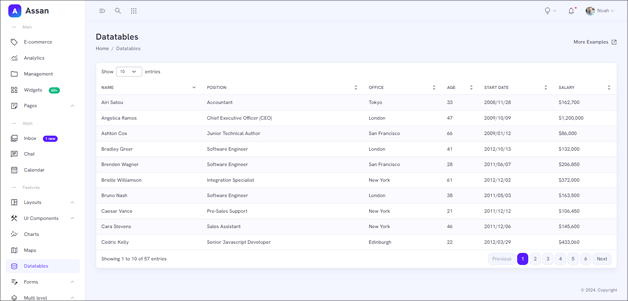 A Assan
Noah
Main
E-commerce
Analytics
Management
Widgets 60+
Pages
Apps
Inbox 1 new
Chat
Calendar
Features
Layouts
UI Components
Charts
Maps
Datatables
Forms
Multi level
Datatables
Home / Datatables
More Examples
Show 10 entries
NAME POSITION OFFICE AGE START DATE SALARY
Airi Satou Accountant Tokyo 33 2008/11/28 $162,700
Angelica Ramos Chief Executive Officer (CEO) London 47 2009/10/09 $1,200,000
Ashton Cox Junior Technical Author San Francisco 66 2009/01/12 $86,000
Bradley Greer Software Engineer London 41 2012/10/13 $132,000
Brenden Wagner Software Engineer San Francisco 28 2011/06/07 $206,850
Brielle Williamson Integration Specialist New York 61 2012/12/02 $372,000
Bruno Nash Software Engineer London 38 2011/05/03 $163,500
Caesar Vance Pre-Sales Support New York 21 2011/12/12 $106,450
Cara Stevens Sales Assistant New York 46 2011/12/06 $145,600
Cedric Kelly Senior Javascript Developer Edinburgh 22 2012/03/29 $433,060
Showing 1 to 10 of 57 entries
Previous 1 2 3 4 5 6 Next
© 2024. Copyright